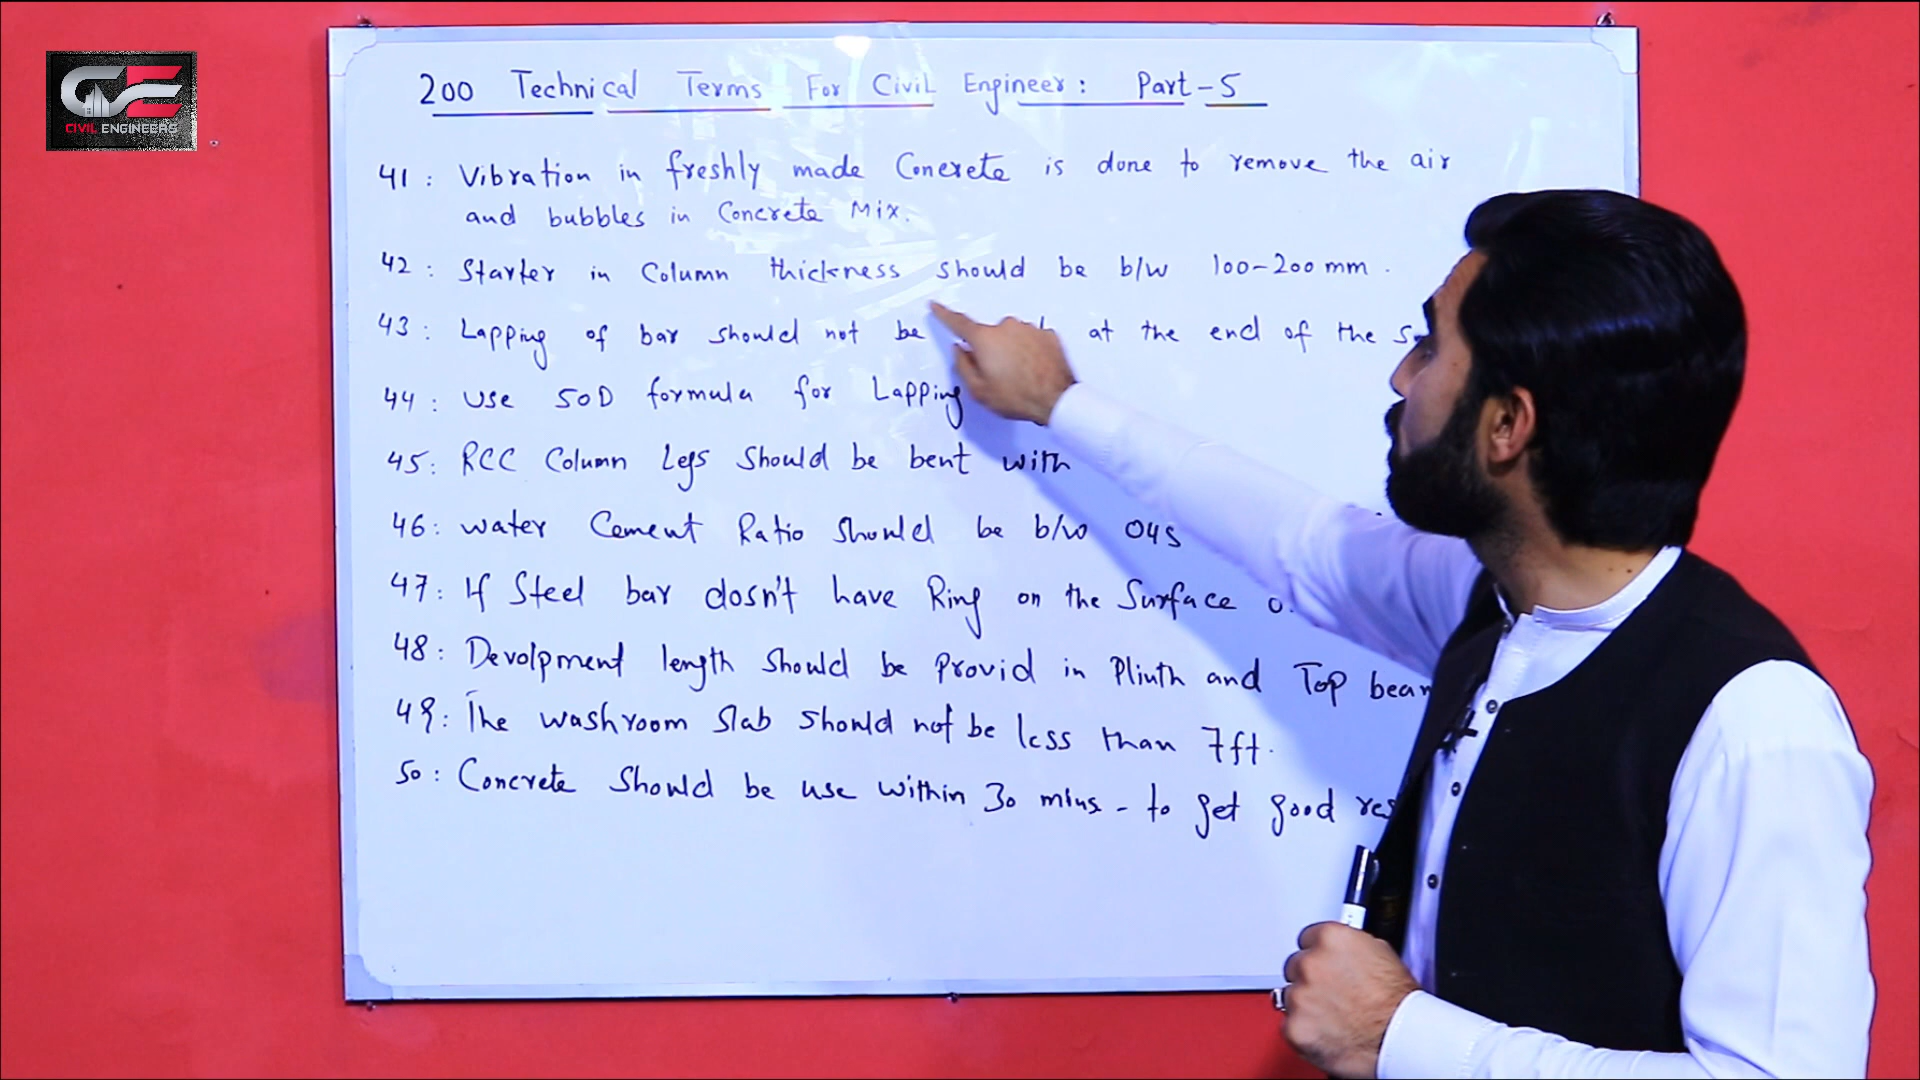 CIVIL ENGINEERS
200 Technical Terms For Civil Engineer: Part-5
41: Vibration in freshly made Concrete is done to remove the air
and bubbles in Concrete Mix.
42: Starter in Column thickness should be b/w 100-200 mm.
43: Lapping of bar should not be at the end of the
44: Use 50D formula for Lapping
45: RCC Column Legs Should be bent with
46: water Cement Ratio Should be b/w 045
47: If Steel bar dosn't have Ring on the Surface
48: Devolpment length Should be Provid in Plinth and Top beam
49: The washroom Slab Should not be less than 7ft.
50: Concrete Should be use within 30 mins - to get good res